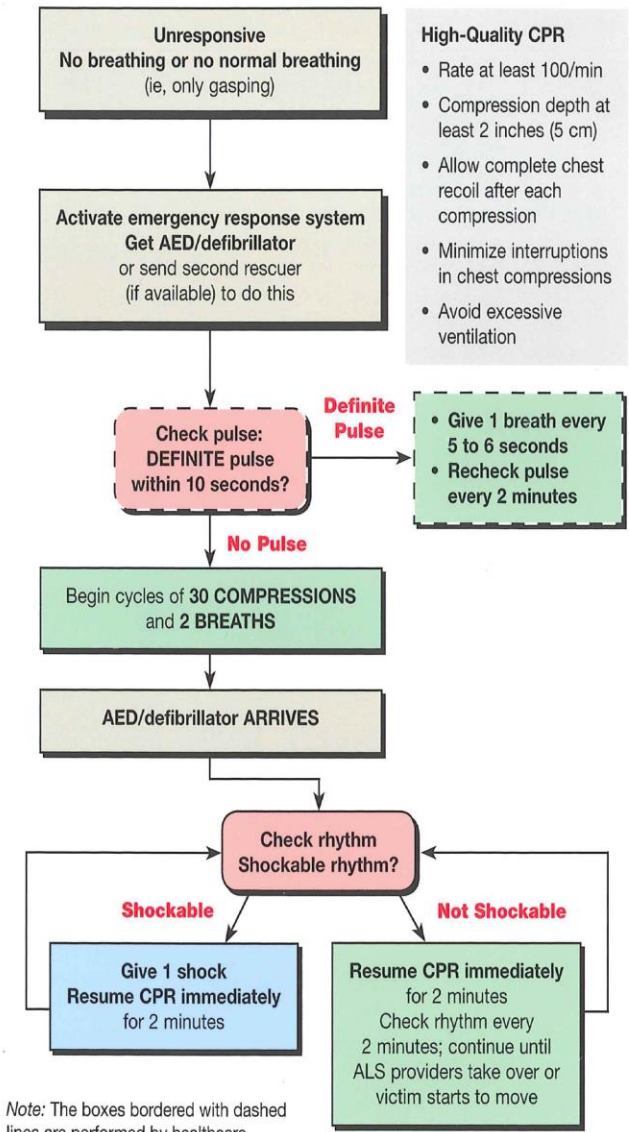 Unresponsive
No breathing or no normal breathing
(ie, only gasping)
High-Quality CPR
• Rate at least 100/min
• Compression depth at
least 2 inches (5 cm)
• Allow complete chest
recoil after each
compression
• Minimize interruptions
in chest compressions
• Avoid excessive
ventilation
Activate emergency response system
Get AED/defibrillator
or send second rescuer
(if available) to do this
Check pulse:
DEFINITE pulse
within 10 seconds?
Definite
Pulse
• Give 1 breath every
5 to 6 seconds
• Recheck pulse
every 2 minutes
No Pulse
Begin cycles of 30 COMPRESSIONS
and 2 BREATHS
AED/defibrillator ARRIVES
Check rhythm
Shockable rhythm?
Shockable
Not Shockable
Give 1 shock
Resume CPR immediately
for 2 minutes
Resume CPR immediately
for 2 minutes
Check rhythm every
2 minutes; continue until
ALS providers take over or
victim starts to move
Note: The boxes bordered with dashed
lines are performed by healthcare